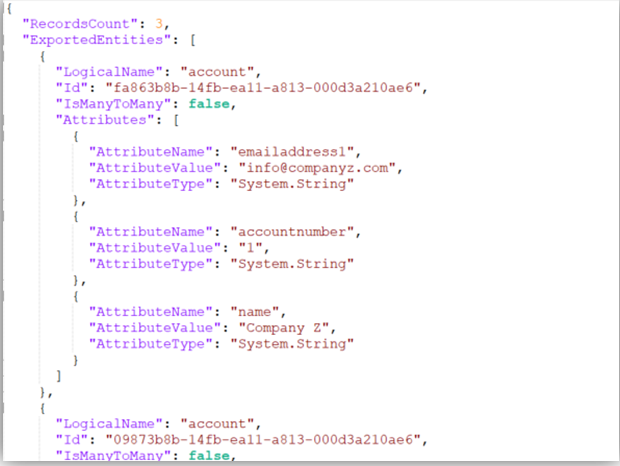 {
"RecordsCount": 3,
"ExportedEntities": [
{
"LogicalName": "account",
"Id": "fa863b8b-14fb-ea11-a813-000d3a210ae6",
"IsManyToMany": false,
"Attributes": [
{
"AttributeName": "emailaddress1",
"AttributeValue": "info@companyz.com",
"AttributeType": "System.String"
},
{
"AttributeName": "accountnumber",
"AttributeValue": "1",
"AttributeType": "System.String"
},
{
"AttributeName": "name",
"AttributeValue": "Company Z",
"AttributeType": "System.String"
}
]
},
{
"LogicalName": "account",
"Id": "09873b8b-14fb-ea11-a813-000d3a210ae6",
"IsManyToMany": false,